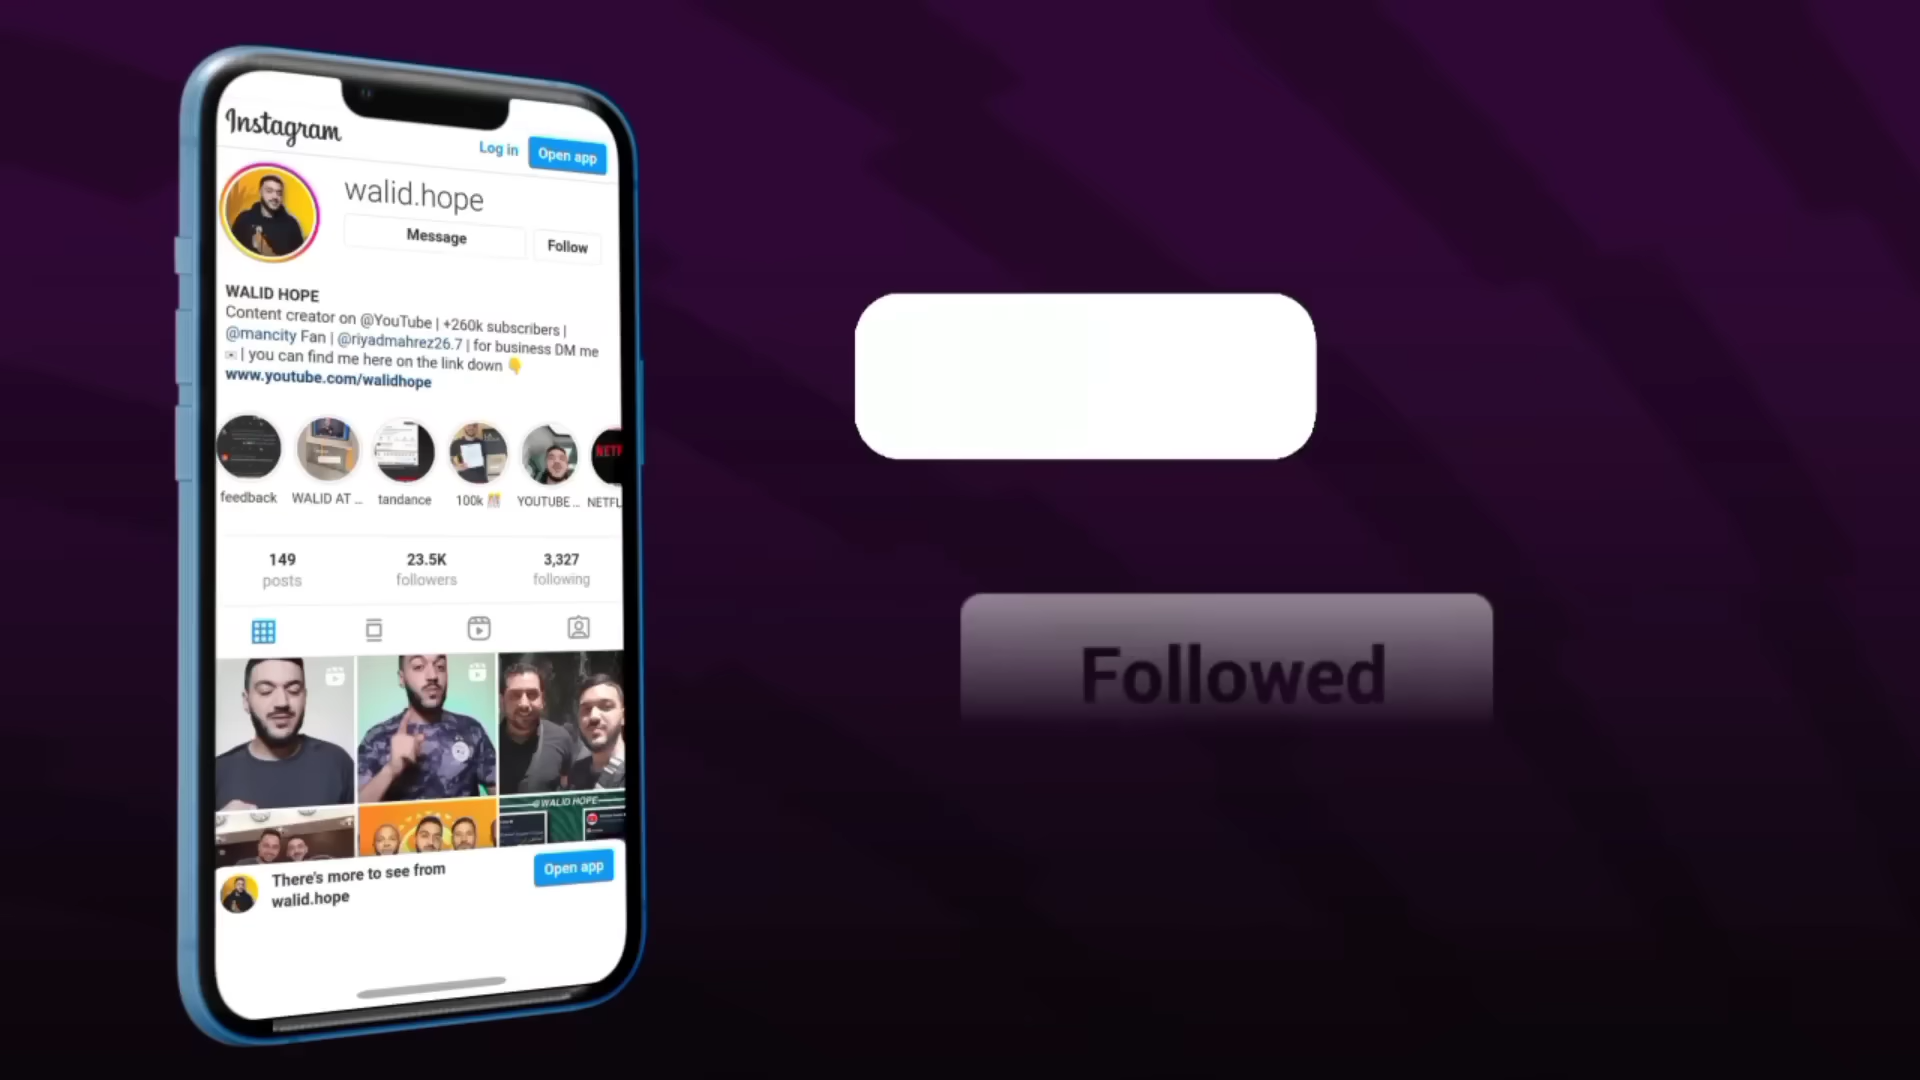 Instagram
Log in
Open app
walid.hope
Message
Follow
WALID HOPE
Content creator on @YouTube | +260k subscribers |
@mancity Fan | @riyadmahrez26.7 | for business DM me
✉️ | you can find me here on the link down 👇
www.youtube.com/walidhope
feedback
WALID AT ...
tandance
100k 🎊
YOUTUBE ...
NETFL
NETF
149
posts
23.5K
followers
3,327
following
@WALID HOPE
There's more to see from
walid.hope
Open app
Followed